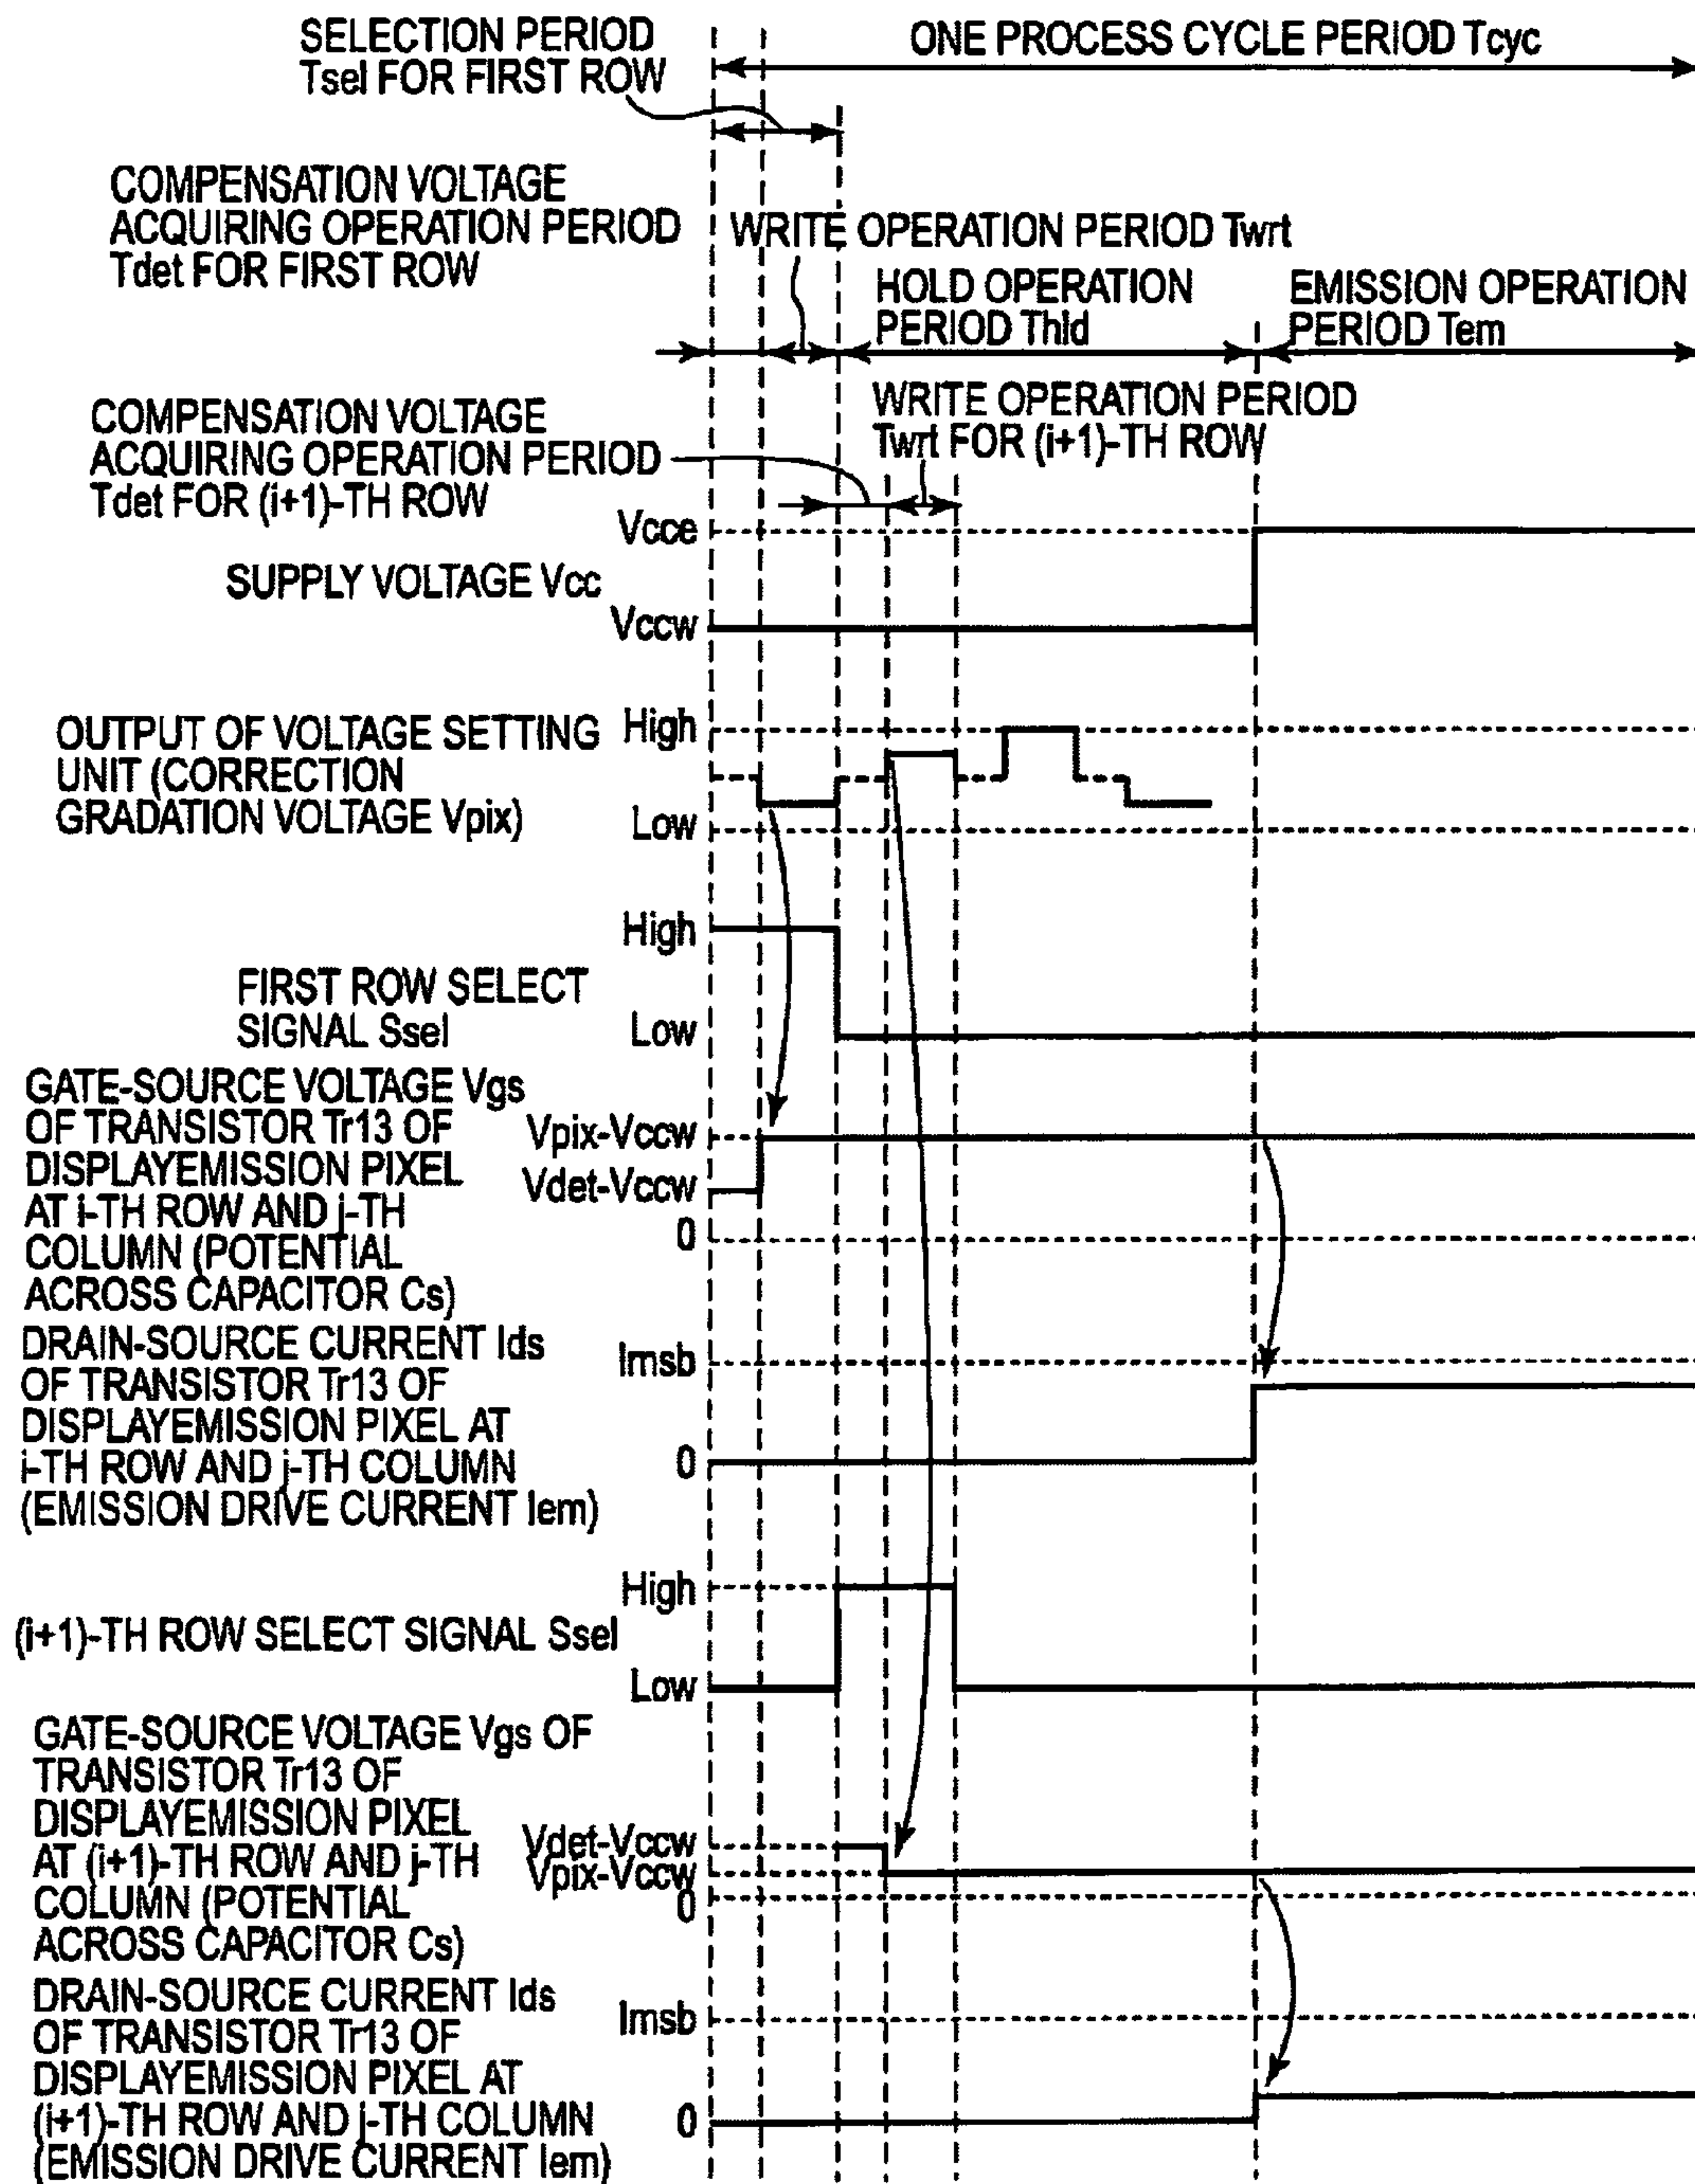 SELECTION PERIOD
Tsel FOR FIRST ROW
ONE PROCESS CYCLE PERIOD Tcyc
COMPENSATION VOLTAGE
ACQUIRING OPERATION PERIOD
Tdet FOR FIRST ROW
WRITE OPERATION PERIOD Twrt
HOLD OPERATION
PERIOD Thld
EMISSION OPERATION
PERIOD Tem
COMPENSATION VOLTAGE
ACQUIRING OPERATION PERIOD
Tdet FOR (i+1)-TH ROW
WRITE OPERATION PERIOD
Twrt FOR (i+1)-TH ROW
Vcce
SUPPLY VOLTAGE Vcc
Vccw
OUTPUT OF VOLTAGE SETTING
UNIT (CORRECTION
GRADATION VOLTAGE Vpix)
High
Low
High
FIRST ROW SELECT
SIGNAL Ssel
Low
GATE-SOURCE VOLTAGE Vgs
OF TRANSISTOR Tr13 OF
DISPLAYEMISSION PIXEL
AT i-TH ROW AND j-TH
COLUMN (POTENTIAL
ACROSS CAPACITOR Cs)
Vpix-Vccw
Vdet-Vccw
0
DRAIN-SOURCE CURRENT Ids
OF TRANSISTOR Tr13 OF
DISPLAYEMISSION PIXEL AT
i-TH ROW AND j-TH COLUMN
(EMISSION DRIVE CURRENT Iem)
Imsb
0
High
(i+1)-TH ROW SELECT SIGNAL Ssel
Low
GATE-SOURCE VOLTAGE Vgs OF
TRANSISTOR Tr13 OF
DISPLAYEMISSION PIXEL
AT (i+1)-TH ROW AND j-TH
COLUMN (POTENTIAL
ACROSS CAPACITOR Cs)
Vdet-Vccw
Vpix-Vccw
0
DRAIN-SOURCE CURRENT Ids
OF TRANSISTOR Tr13 OF
DISPLAYEMISSION PIXEL AT
(i+1)-TH ROW AND j-TH COLUMN
(EMISSION DRIVE CURRENT Iem)
Imsb
0